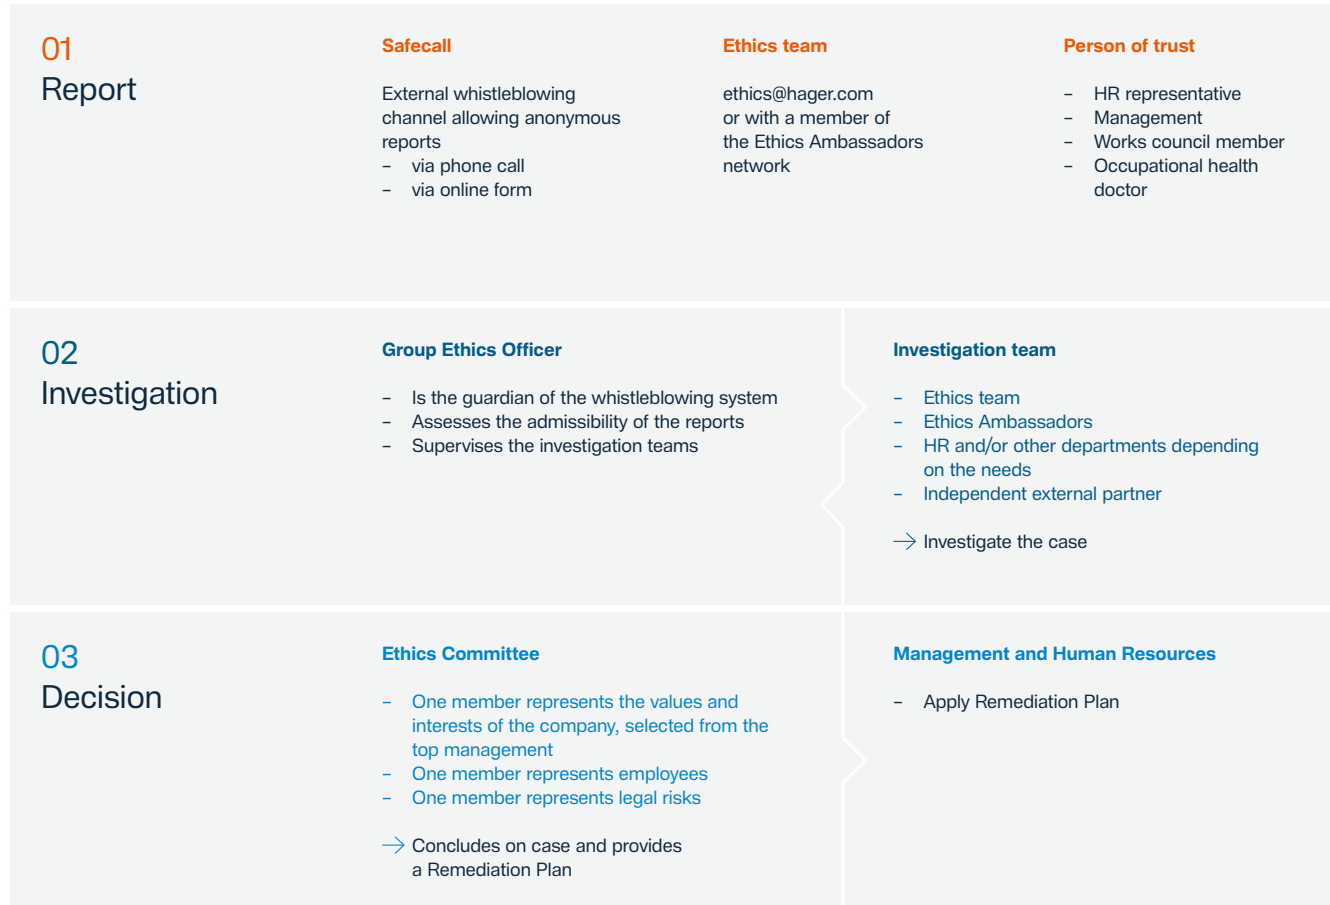 01
Report
Safecall
External whistleblowing
channel allowing anonymous
reports
– via phone call
– via online form
Ethics team
ethics@hager.com
or with a member of
the Ethics Ambassadors
network
Person of trust
– HR representative
– Management
– Works council member
– Occupational health
doctor
02
Investigation
Group Ethics Officer
– Is the guardian of the whistleblowing system
– Assesses the admissibility of the reports
– Supervises the investigation teams
Investigation team
– Ethics team
– Ethics Ambassadors
– HR and/or other departments depending
on the needs
– Independent external partner
→ Investigate the case
03
Decision
Ethics Committee
– One member represents the values and
interests of the company, selected from the
top management
– One member represents employees
– One member represents legal risks
→ Concludes on case and provides
a Remediation Plan
Management and Human Resources
– Apply Remediation Plan